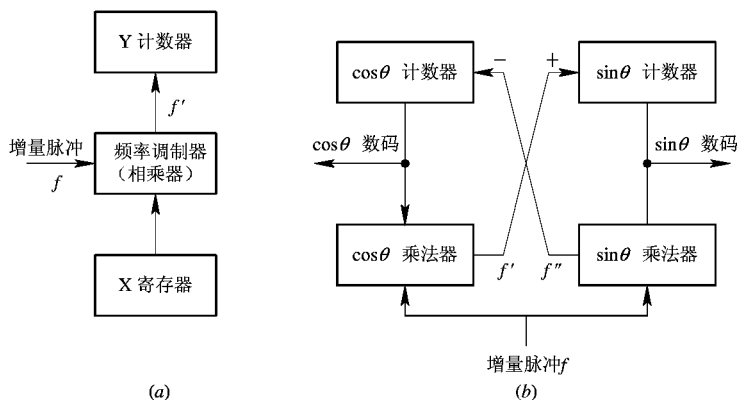 Y 计数器
f′
增量脉冲
f
频率调制器
(相乘器)
X 寄存器
(a)
− +
cosθ 计数器
sinθ 计数器
cosθ 数码
sinθ 数码
cosθ 乘法器
f′ f″
sinθ 乘法器
增量脉冲f
(b)